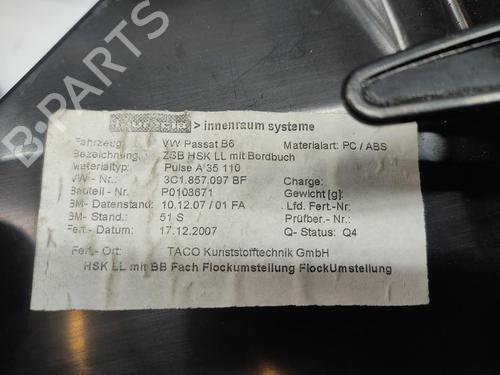 > innenraum systeme
Fahrzeug: VW Passat B6 Materialart: PC / ABS
Bezeichnung: ZSB HSK LL mit Bordbuch
Materialtyp: Pulse A'35 110
VW - Nr.: 3C1.857.097 BF Charge:
Bauteil - Nr.: P0108671 Gewicht [g]:
BM- Datenstand: 10.12.07 / 01 FA Lfd. Fert.-Nr:
BM- Stand.: 51 S Prüfber.-Nr:
Fert.- Datum: 17.12.2007 Q- Status: Q4
Fert.- Ort: TACO Kunststofftechnik GmbH
HSK LL mit BB Fach Flockumstellung FlockUmstellung
B-PARTS